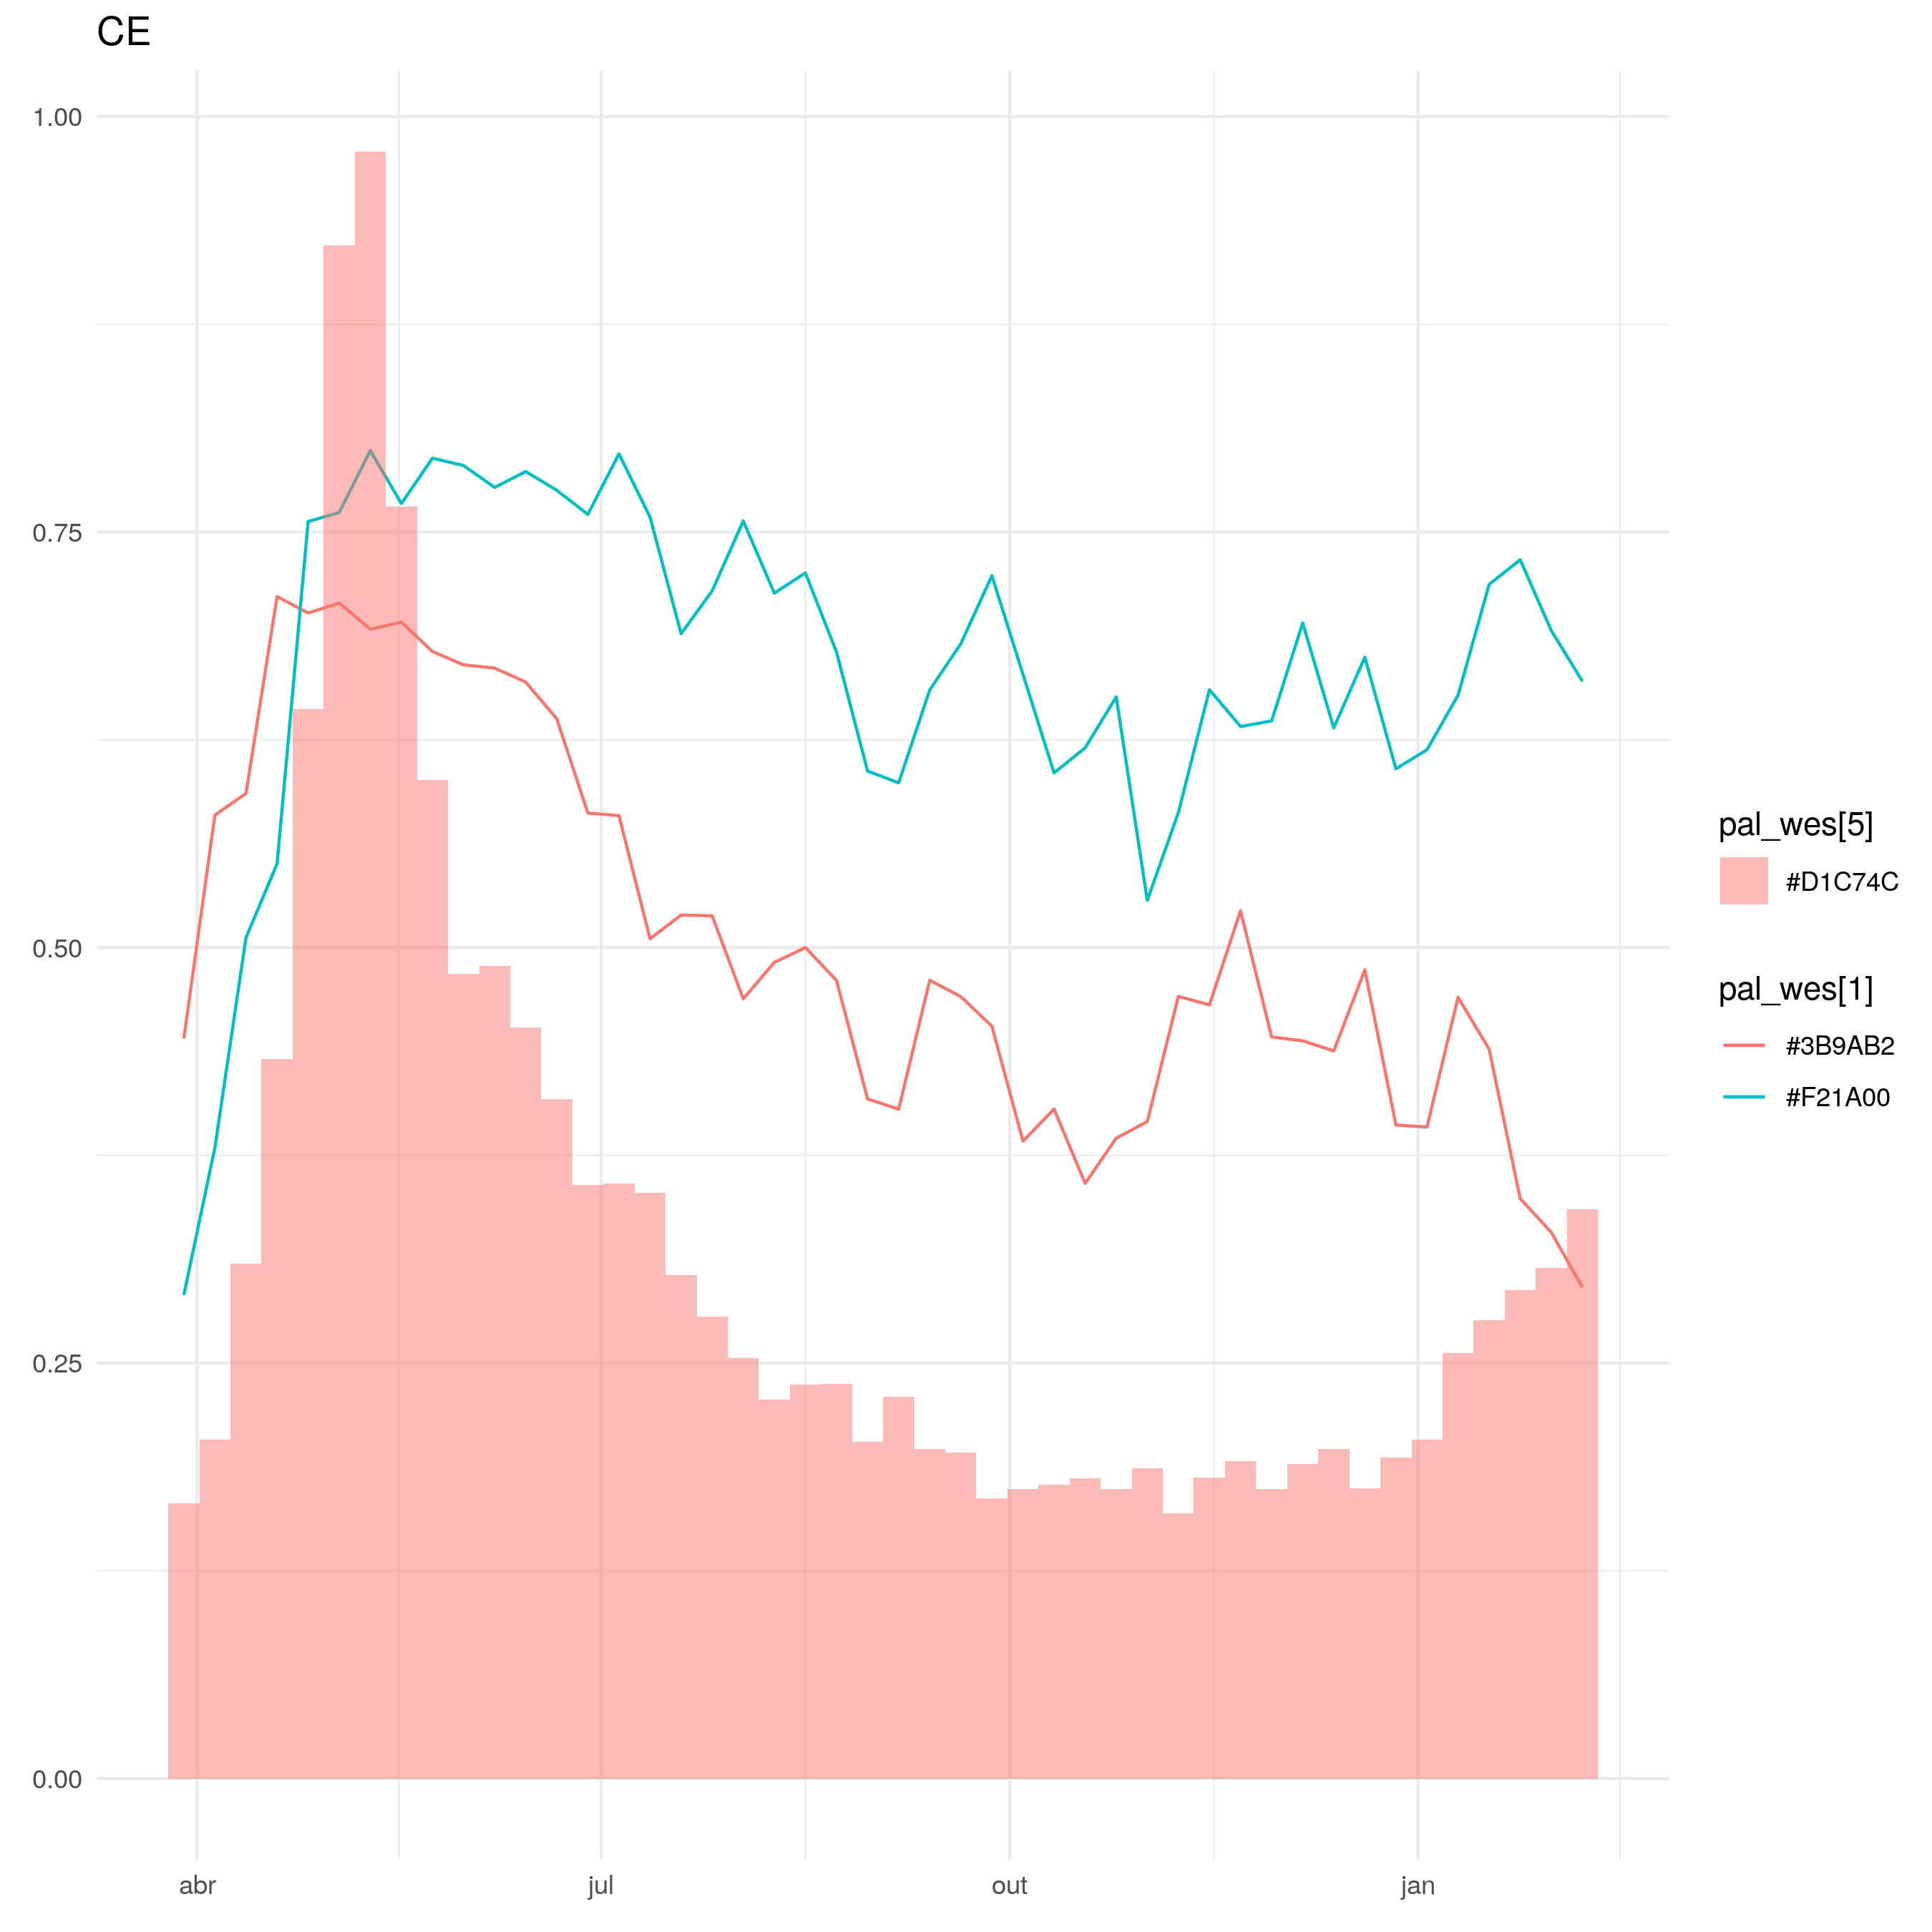 CE
1.00
0.75
0.50
0.25
0.00
abr jul out jan
pal_wes[5]
#D1C74C
pal_wes[1]
#3B9AB2
#F21A00